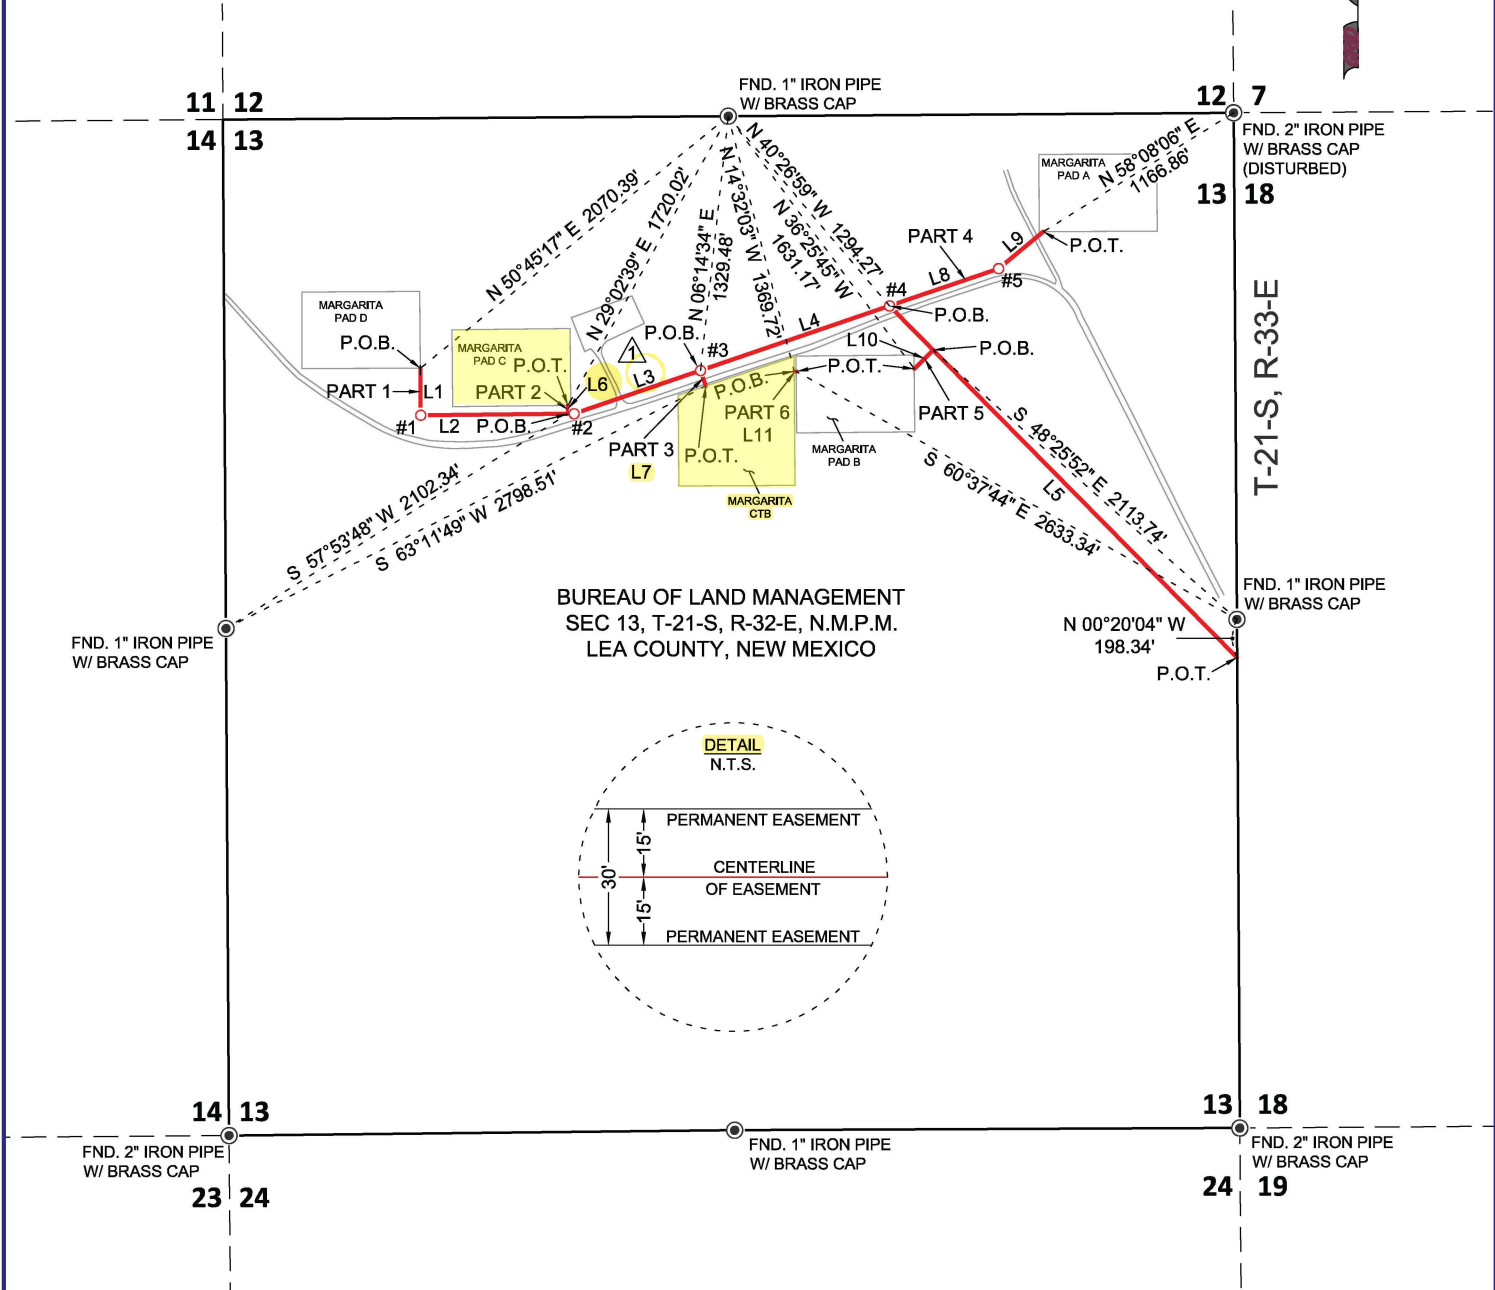 FND. 1" IRON PIPE
W/ BRASS CAP
11 12
14 13
12 7
13 18
FND. 2" IRON PIPE
W/ BRASS CAP
(DISTURBED)
N 58°08'06" E
1166.86'
MARGARITA
PAD A
N 40°26'59" W 1294.27'
N 14°32'03" W 1369.72'
N 36°25'45" W
1631.17'
N 06°14'34" E
1329.48'
N 29°02'39" E 1720.02'
N 50°45'17" E 2070.39'
PART 4
L9
P.O.T.
L8
#5
#4
P.O.B.
T-21-S, R-33-E
MARGARITA
PAD D
P.O.B.
MARGARITA
PAD C
P.O.T.
PART 1
L1
PART 2
#1
L2
P.O.B.
#2
L6
1
L3
P.O.B.
#3
L4
L10
P.O.B.
P.O.B.
P.O.T.
PART 6
L11
PART 5
PART 3
L7
P.O.T.
MARGARITA
PAD B
MARGARITA
CTB
S 48°25'52" E 2113.74'
L5
S 60°37'44" E 2633.34'
S 57°53'48" W 2102.34'
S 63°11'49" W 2798.51'
BUREAU OF LAND MANAGEMENT
SEC 13, T-21-S, R-32-E, N.M.P.M.
LEA COUNTY, NEW MEXICO
FND. 1" IRON PIPE
W/ BRASS CAP
FND. 1" IRON PIPE
W/ BRASS CAP
N 00°20'04" W
198.34'
P.O.T.
DETAIL
N.T.S.
PERMANENT EASEMENT
15'
30'
CENTERLINE
OF EASEMENT
15'
PERMANENT EASEMENT
14 13
23 24
FND. 2" IRON PIPE
W/ BRASS CAP
FND. 1" IRON PIPE
W/ BRASS CAP
13 18
24 19
FND. 2" IRON PIPE
W/ BRASS CAP